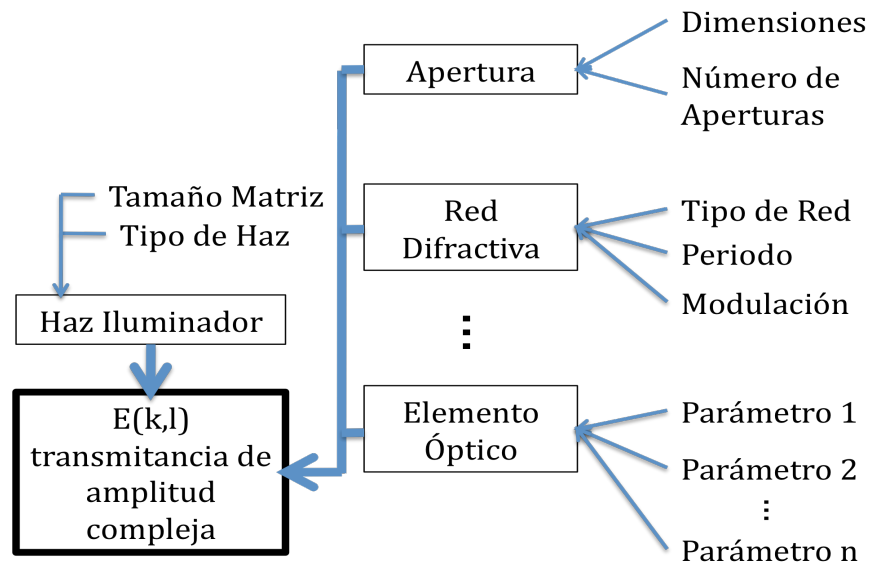 Dimensiones
Apertura
Número de
Aperturas
Tamaño Matriz
Tipo de Haz
Haz Iluminador
Red
Difractiva
Tipo de Red
Periodo
Modulación
E(k,l)
transmitancia de
amplitud
compleja
Elemento
Óptico
Parámetro 1
Parámetro 2
Parámetro n